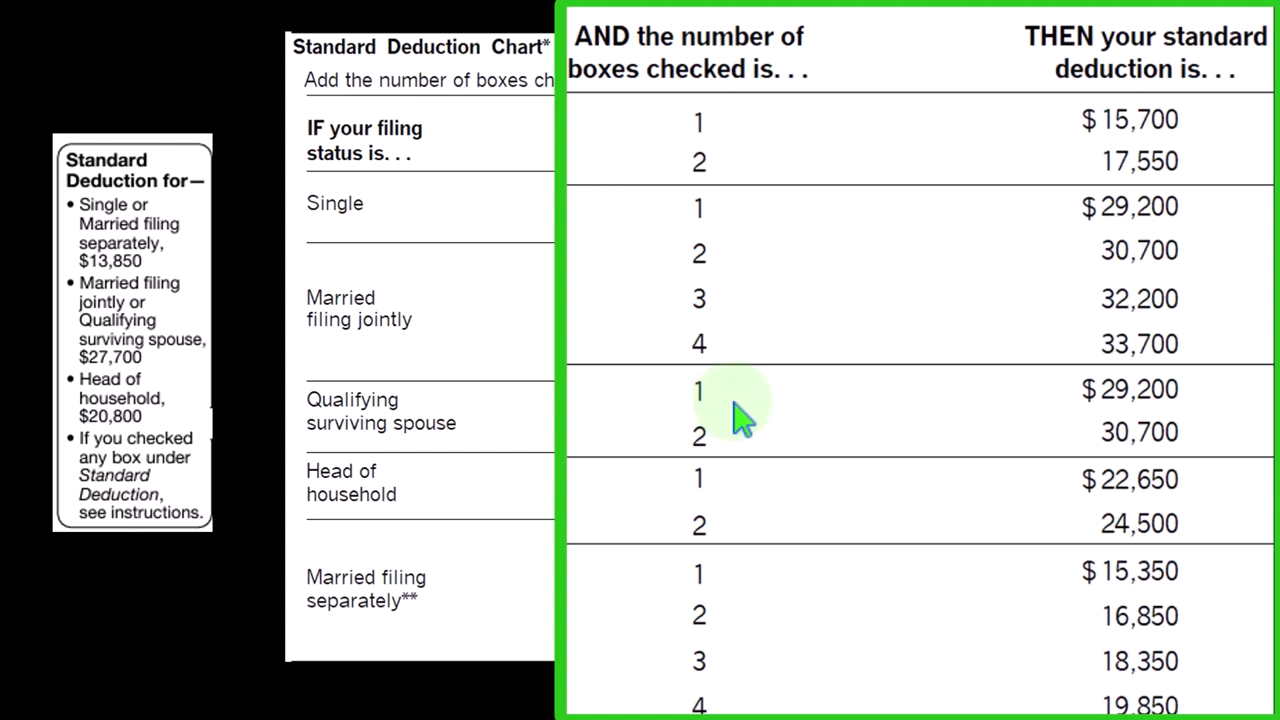 Standard
Deduction for—
• Single or
Married filing
separately,
$13,850
• Married filing
jointly or
Qualifying
surviving spouse,
$27,700
• Head of
household,
$20,800
• If you checked
any box under
Standard
Deduction,
see instructions.
Standard Deduction Chart*
Add the number of boxes ch
IF your filing
status is. . .
Single
Married
filing jointly
Qualifying
surviving spouse
Head of
household
Married filing
separately**
AND the number of
boxes checked is. . .
THEN your standard
deduction is. . .
1 $15,700
2 17,550
1 $29,200
2 30,700
3 32,200
4 33,700
1 $29,200
2 30,700
1 $22,650
2 24,500
1 $15,350
2 16,850
3 18,350
4 19,850